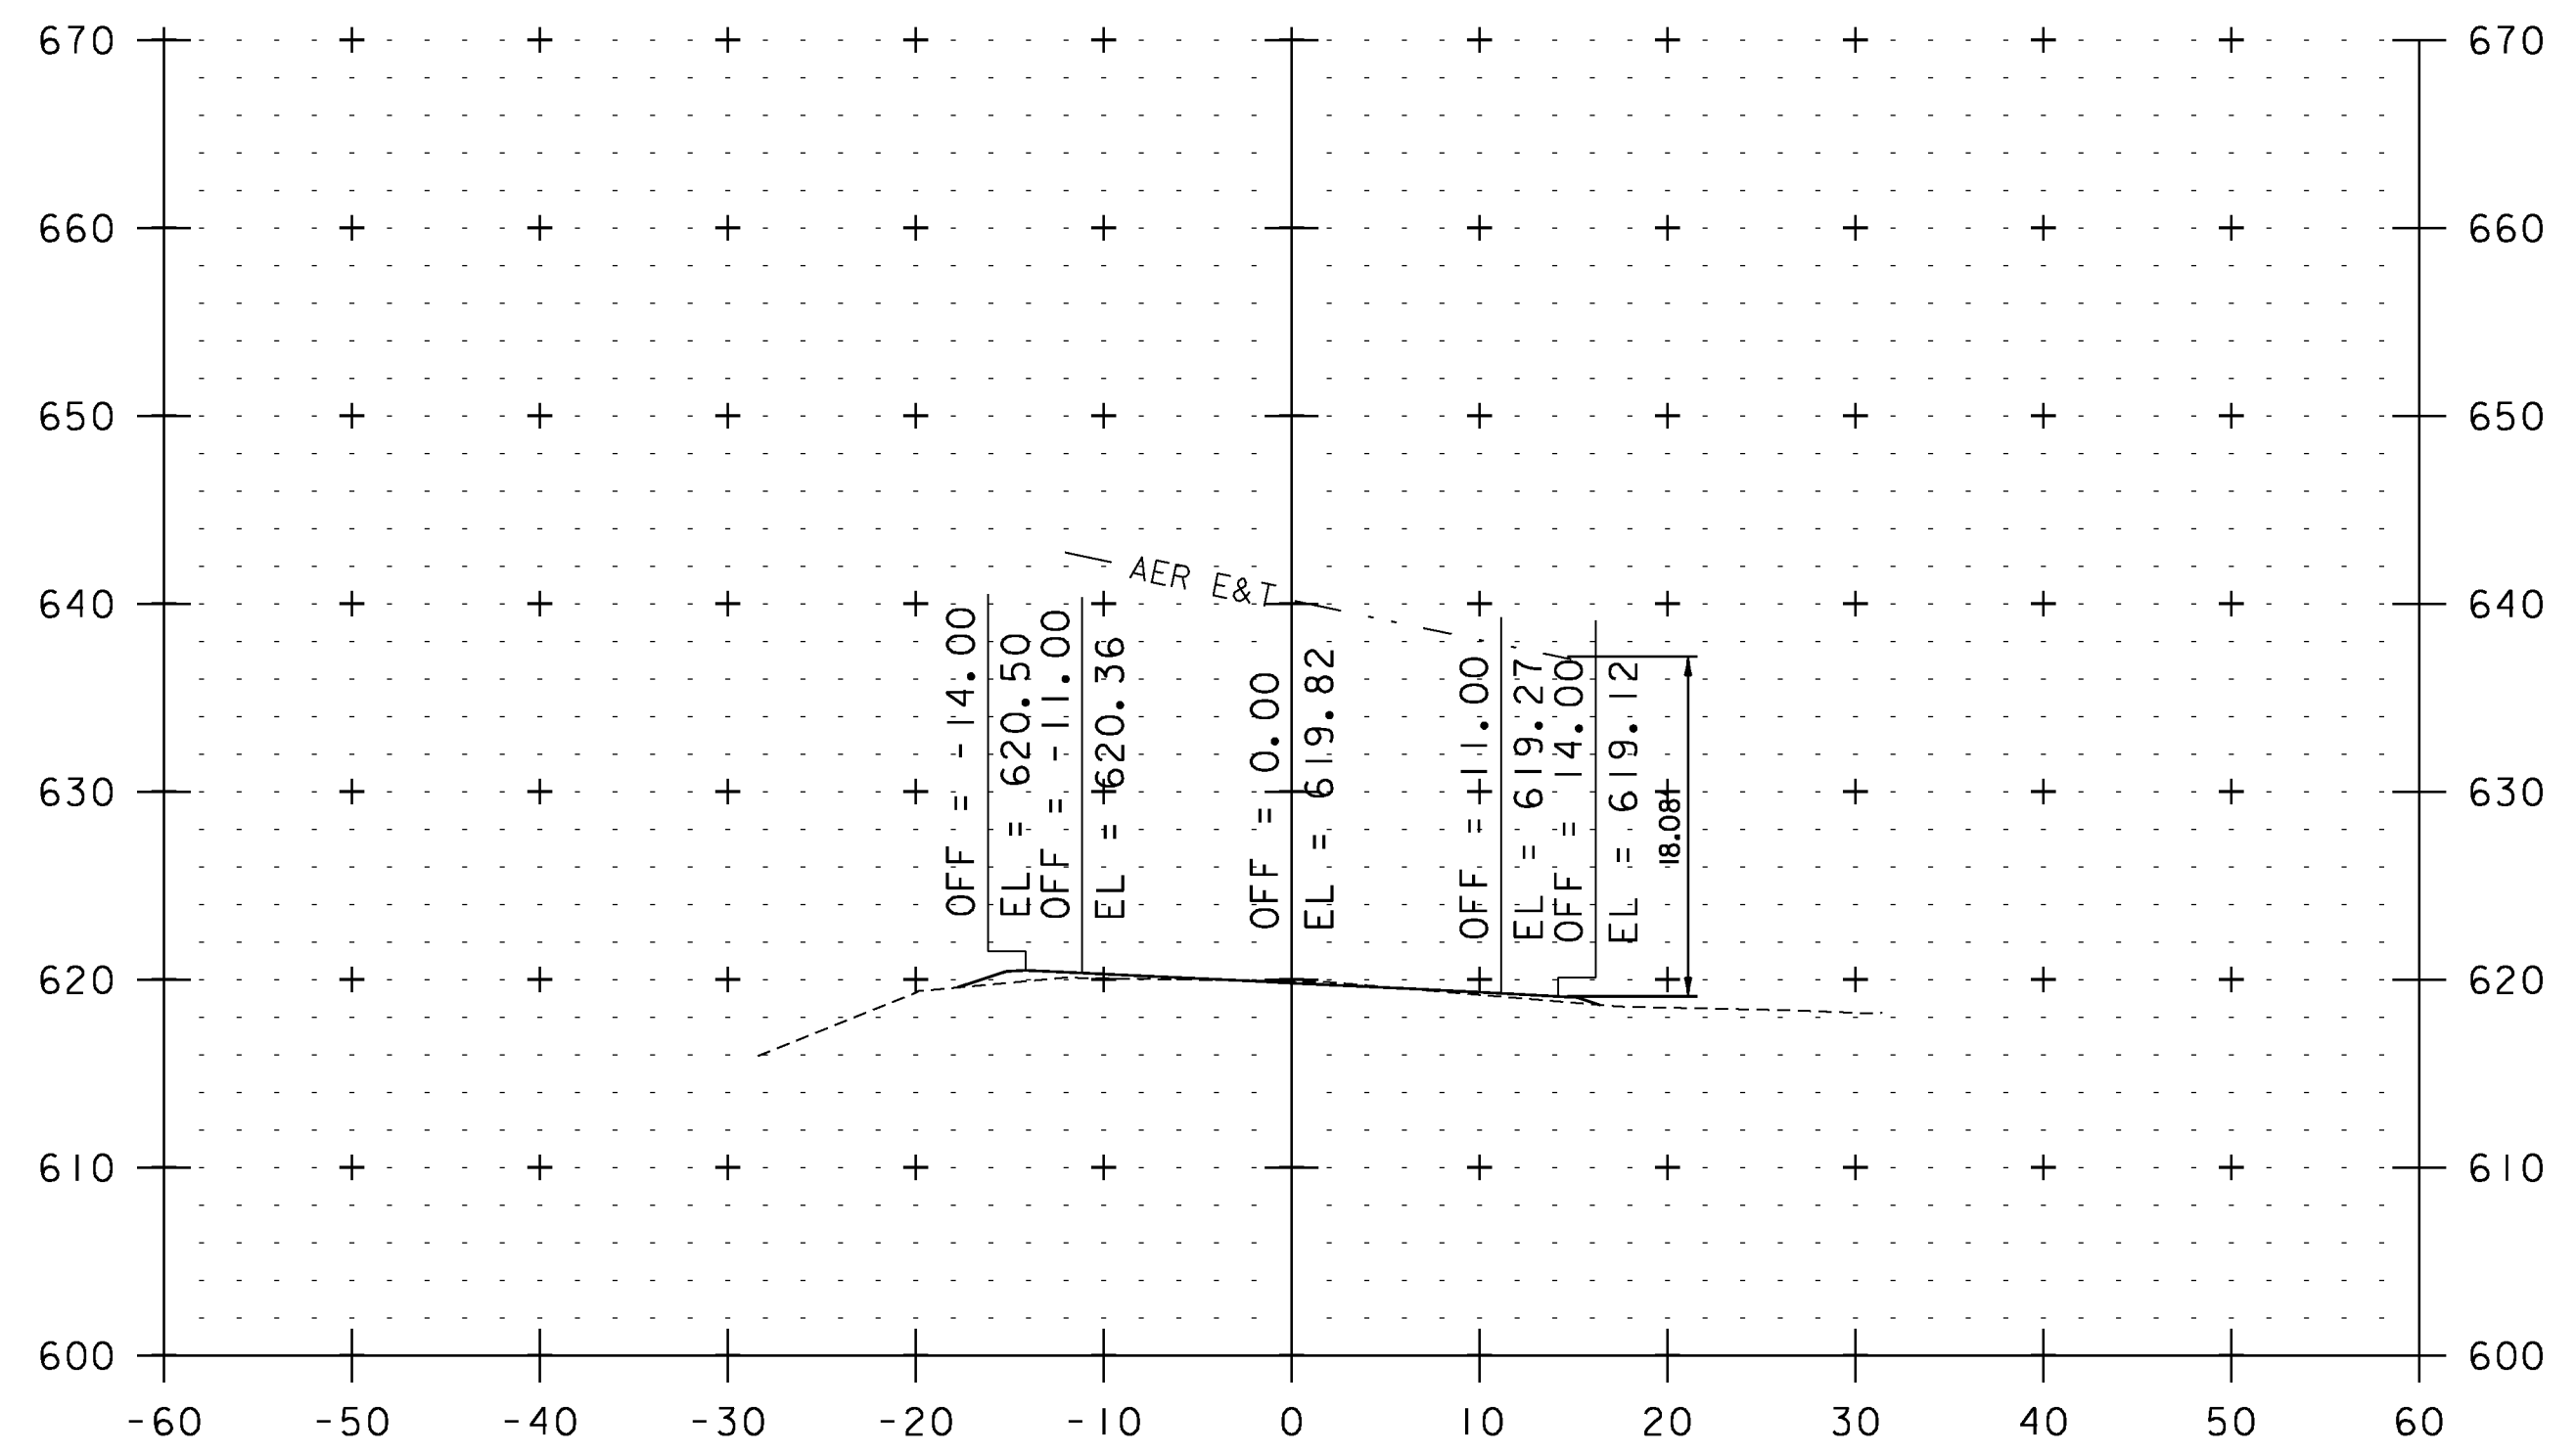 670 670
660 660
650 650
640 640
630 630
620 620
610 610
600 600
AER E&T
OFF = -14.00
EL = 620.50
OFF = -11.00
EL = 620.36
OFF = 0.00
EL = 619.82
OFF = 11.00
EL = 619.27
OFF = 14.00
EL = 619.12
18.08'
-60 -50 -40 -30 -20 -10 0 10 20 30 40 50 60